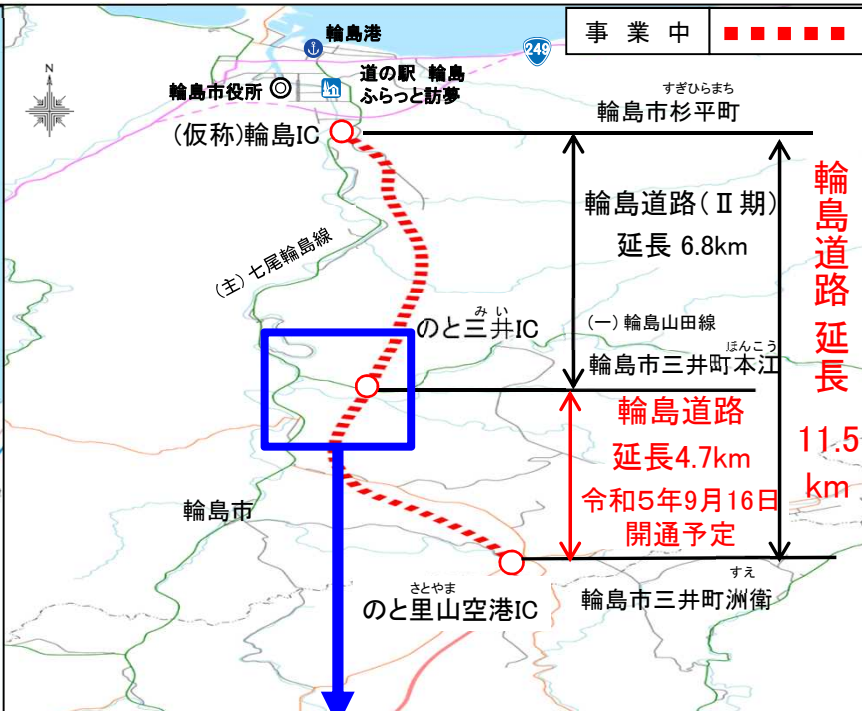 事業中
輪島港
249
N
輪島市役所
道の駅 輪島
ふらっと訪夢
すぎひらまち
輪島市杉平町
(仮称)輪島IC
輪島道路(Ⅱ期)
延長 6.8km
輪島道路 延長 11.5km
(主)七尾輪島線
みい
のと三井IC
(一)輪島山田線
ほんこう
輪島市三井町本江
輪島道路
延長4.7km
令和5年9月16日
開通予定
輪島市
さとやま
のと里山空港IC
すえ
輪島市三井町洲衛